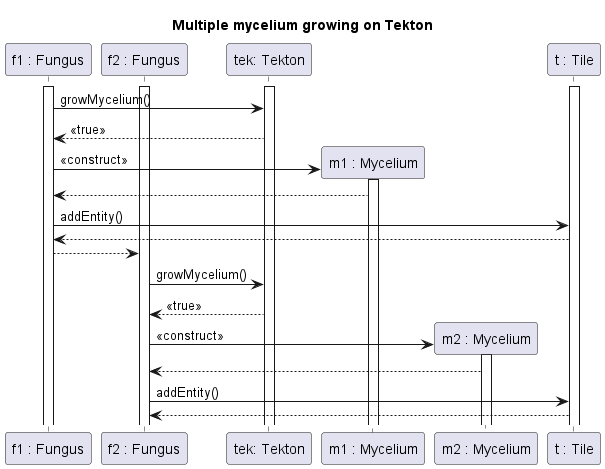 Multiple mycelium growing on Tekton
f1 : Fungus f2 : Fungus tek: Tekton t : Tile
growMycelium()
«true»
«construct»
m1 : Mycelium
addEntity()
growMycelium()
«true»
«construct»
m2 : Mycelium
addEntity()
f1 : Fungus f2 : Fungus tek: Tekton m1 : Mycelium m2 : Mycelium t : Tile